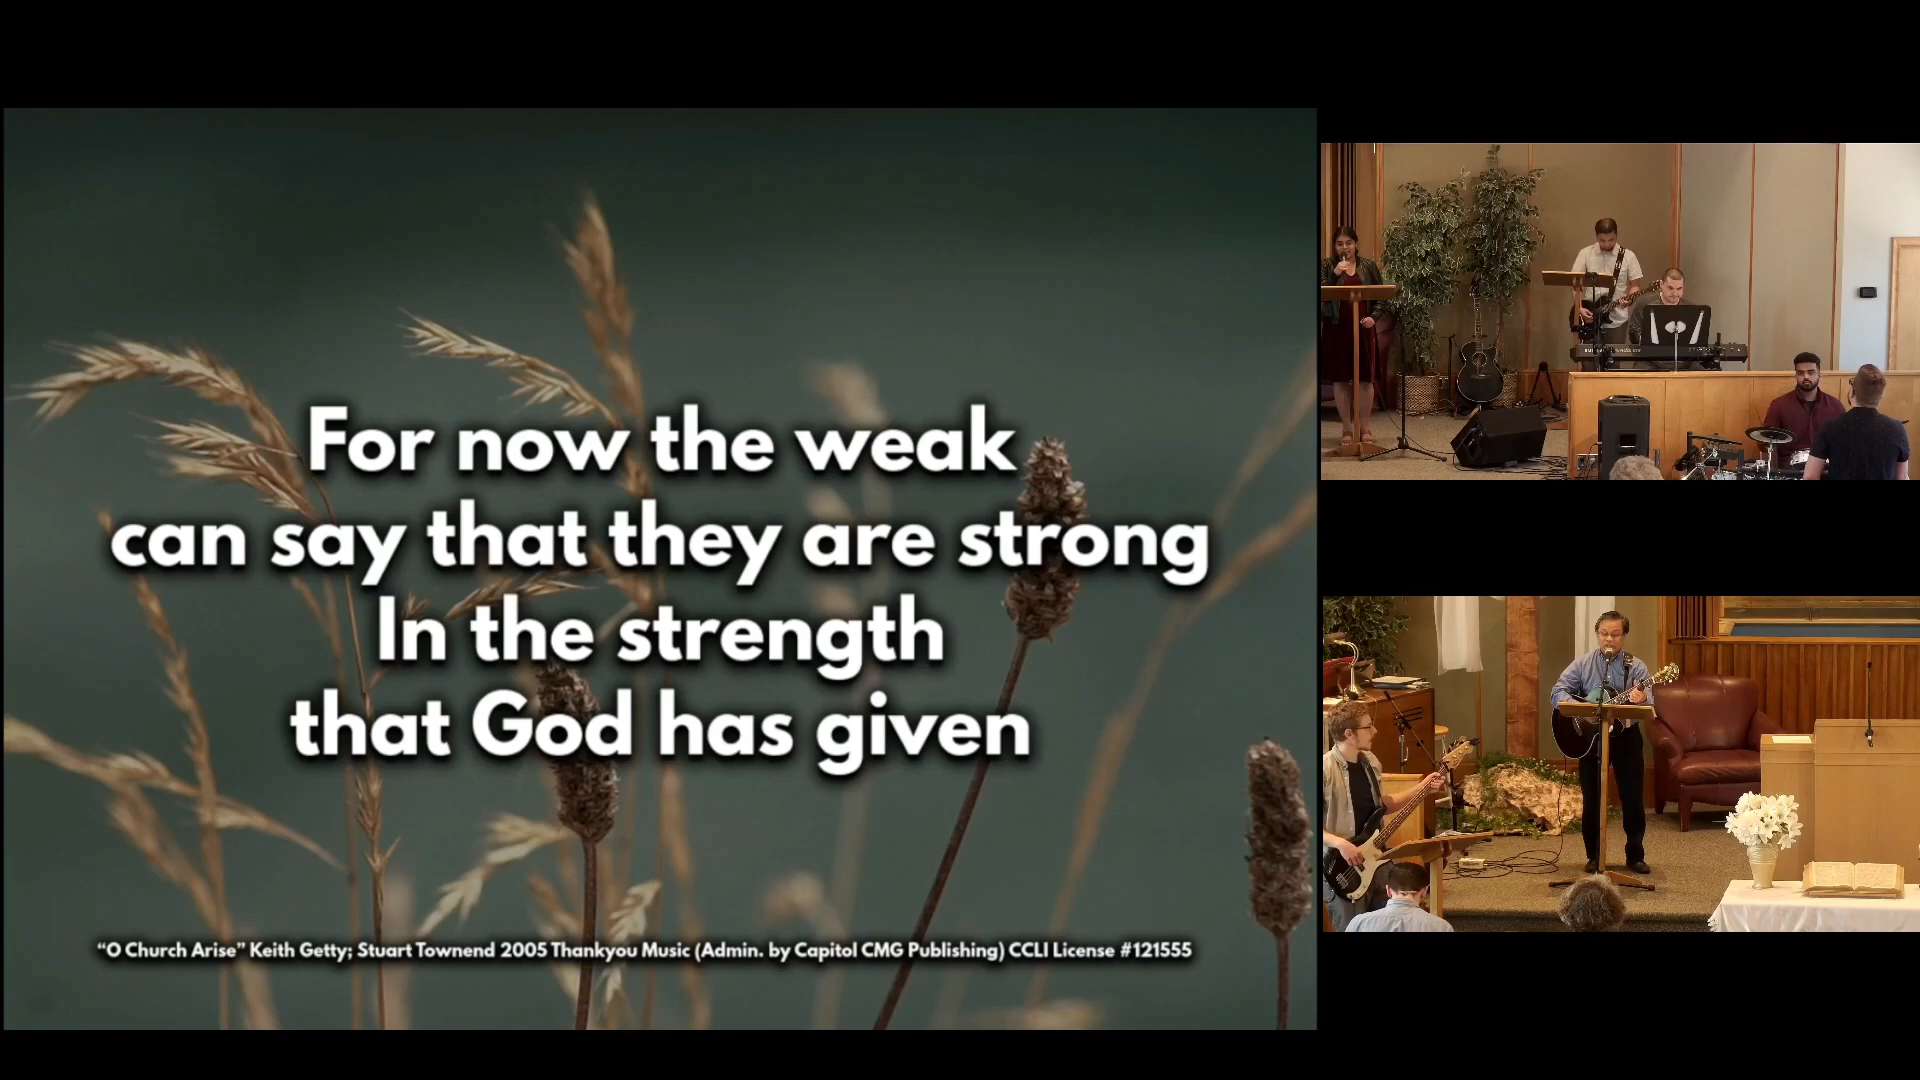 For now the weak
can say that they are strong
In the strength
that God has given
“O Church Arise” Keith Getty; Stuart Townend 2005 Thankyou Music (Admin. by Capitol CMG Publishing) CCLI License #121555